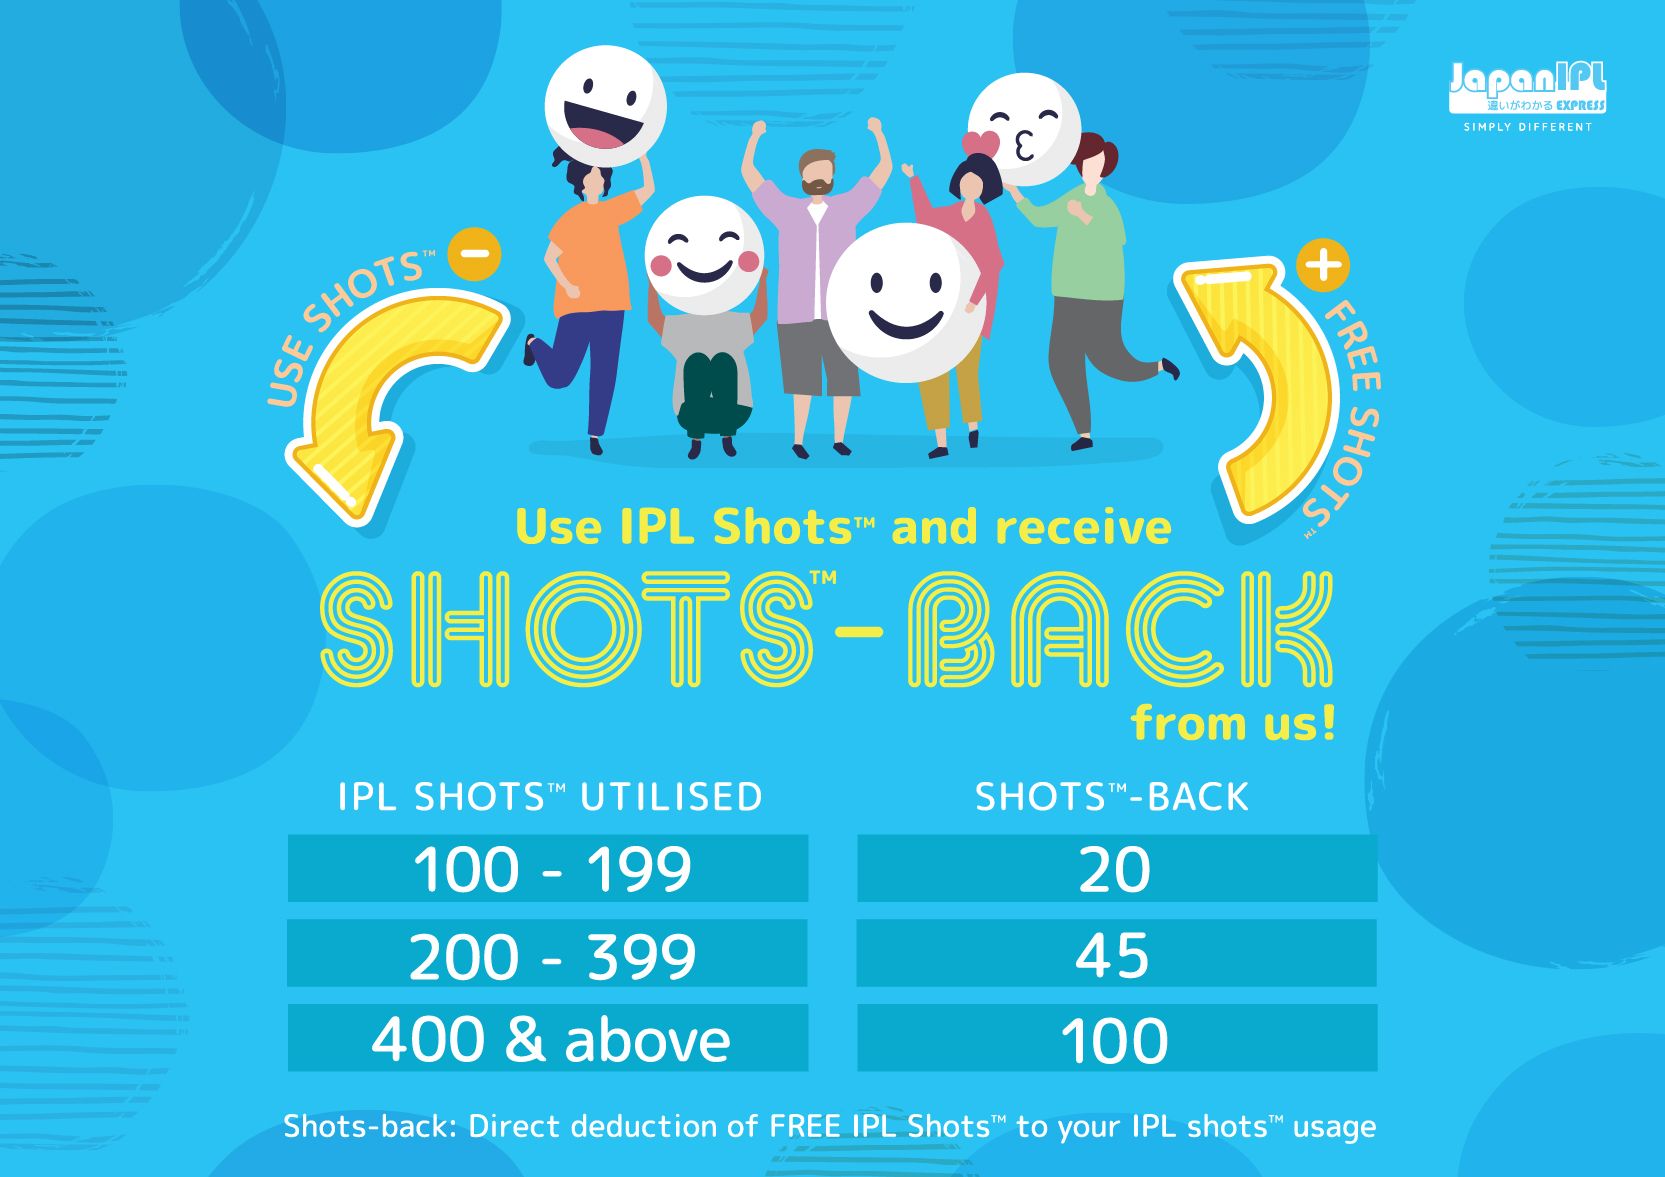 JapanIPL
違いがわかる EXPRESS
SIMPLY DIFFERENT
USE SHOTS™
FREE SHOTS™
Use IPL Shots™ and receive
SHOTS™-BACK
from us!
IPL SHOTS™ UTILISED SHOTS™-BACK
100 - 199 20
200 - 399 45
400 & above 100
Shots-back: Direct deduction of FREE IPL Shots™ to your IPL shots™ usage